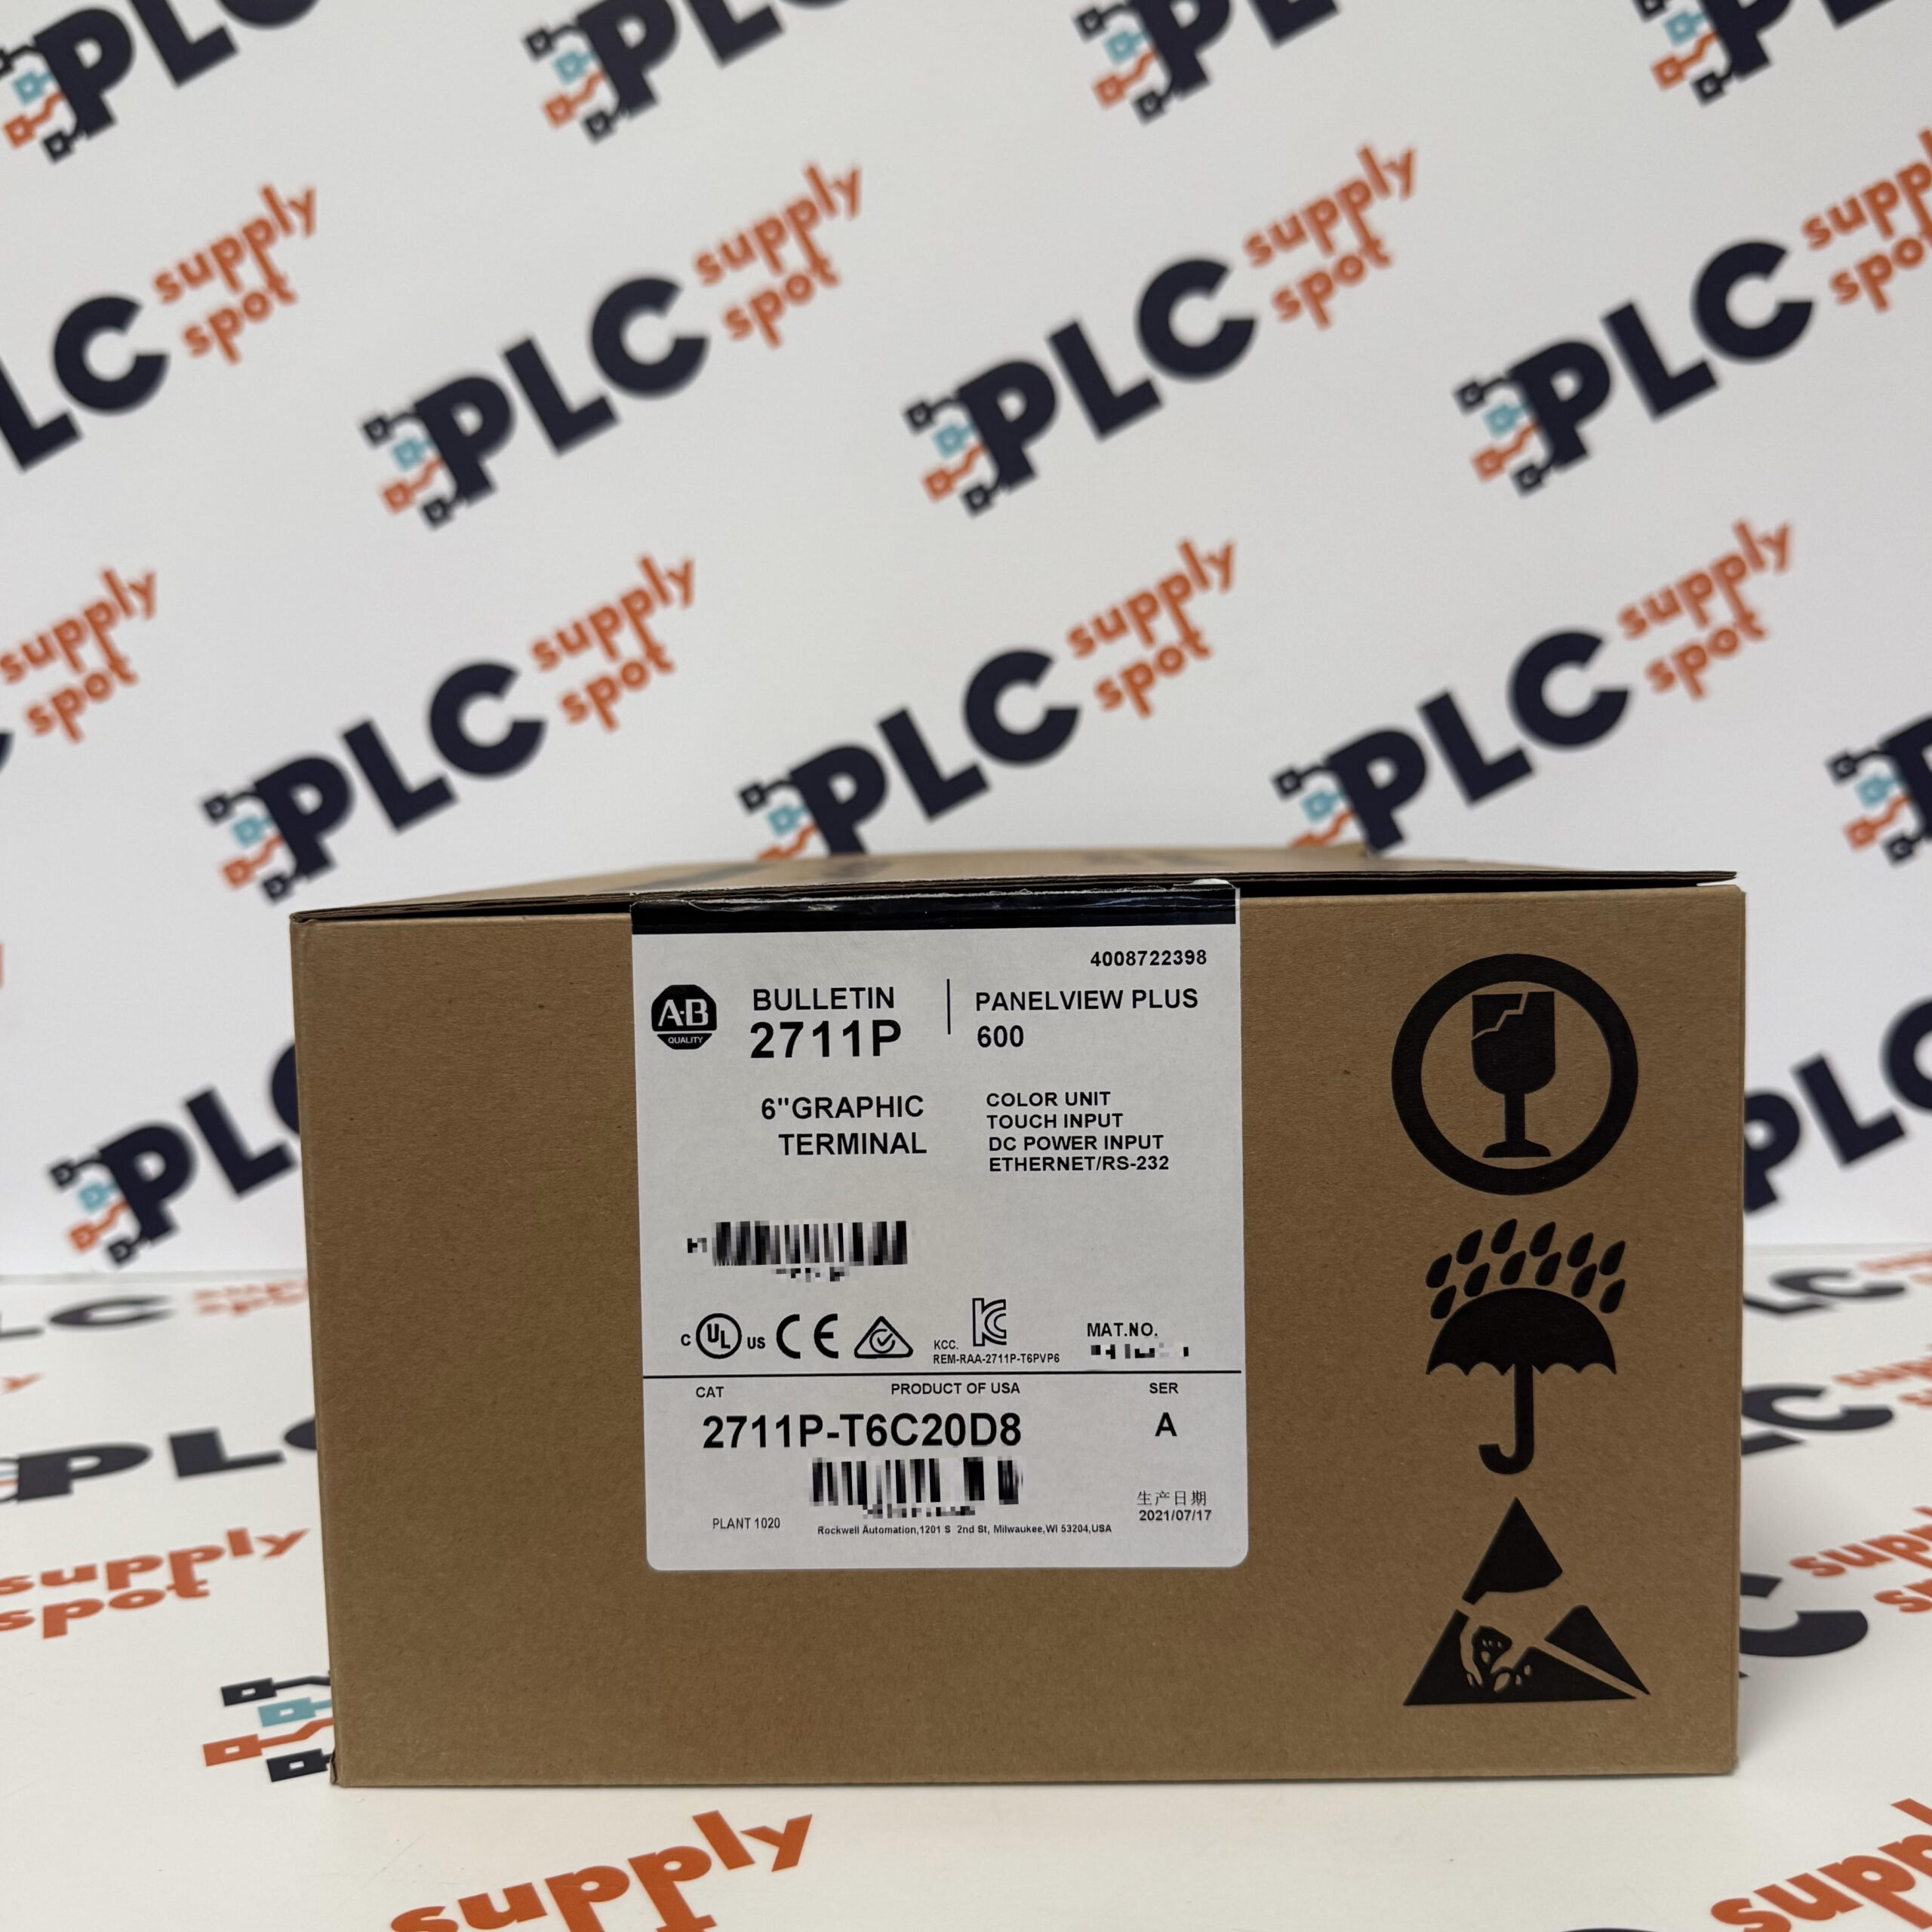 PLC supply spot
4008722398
A-B
QUALITY
BULLETIN
2711P
PANELVIEW PLUS
600
6"GRAPHIC
TERMINAL
COLOR UNIT
TOUCH INPUT
DC POWER INPUT
ETHERNET/RS-232
C UL US CE
KCC.
REM-RAA-2711P-T6PVP6
MAT.NO.
CAT
PRODUCT OF USA
SER
2711P-T6C20D8
A
PLANT 1020
Rockwell Automation,1201 S 2nd St, Milwaukee,WI 53204,USA
生产日期
2021/07/17